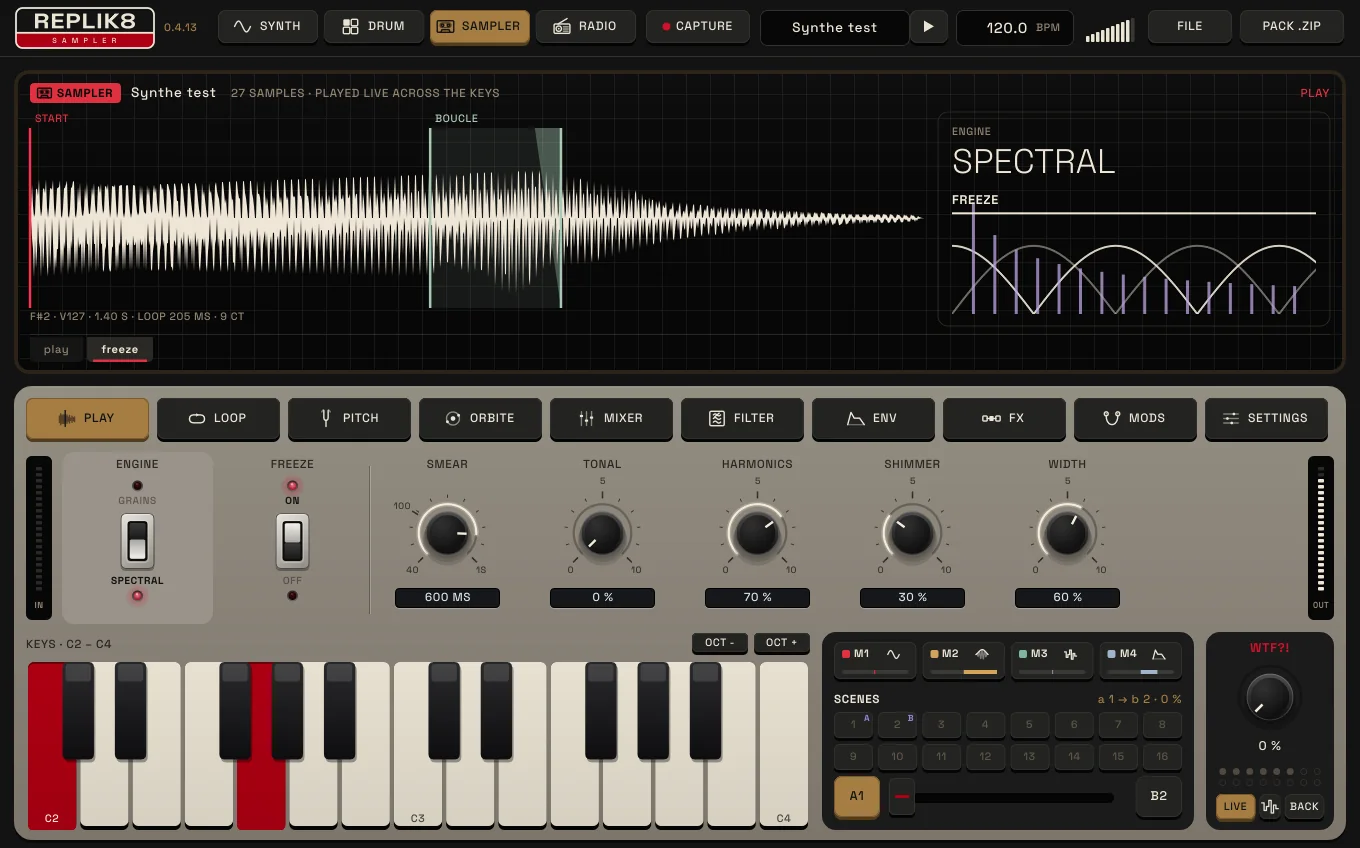 REPLIK8
SAMPLER
0.4.13
SYNTH
DRUM
SAMPLER
RADIO
CAPTURE
Synthe test
120.0 BPM
FILE
PACK .ZIP
SAMPLER
Synthe test
27 SAMPLES · PLAYED LIVE ACROSS THE KEYS
PLAY
START
BOUCLE
ENGINE
SPECTRAL
FREEZE
F#2 · V127 · 1.40 S · LOOP 205 MS · 9 CT
play
freeze
PLAY
LOOP
PITCH
ORBITE
MIXER
FILTER
ENV
FX
MODS
SETTINGS
ENGINE
FREEZE
SMEAR
TONAL
HARMONICS
SHIMMER
WIDTH
5
5
5
5
GRAINS
ON
100
SPECTRAL
OFF
40
1S
0
10
0
10
0
10
0
10
IN
600 MS
0 %
70 %
30 %
60 %
OUT
KEYS · C2 – C4
OCT -
OCT +
M1
M2
M3
M4
WTF?!
SCENES
a 1 → b 2 · 0 %
1 A
2 B
3
4
5
6
7
8
0 %
9
10
11
12
13
14
15
16
A1
B2
LIVE
BACK
C2
C3
C4